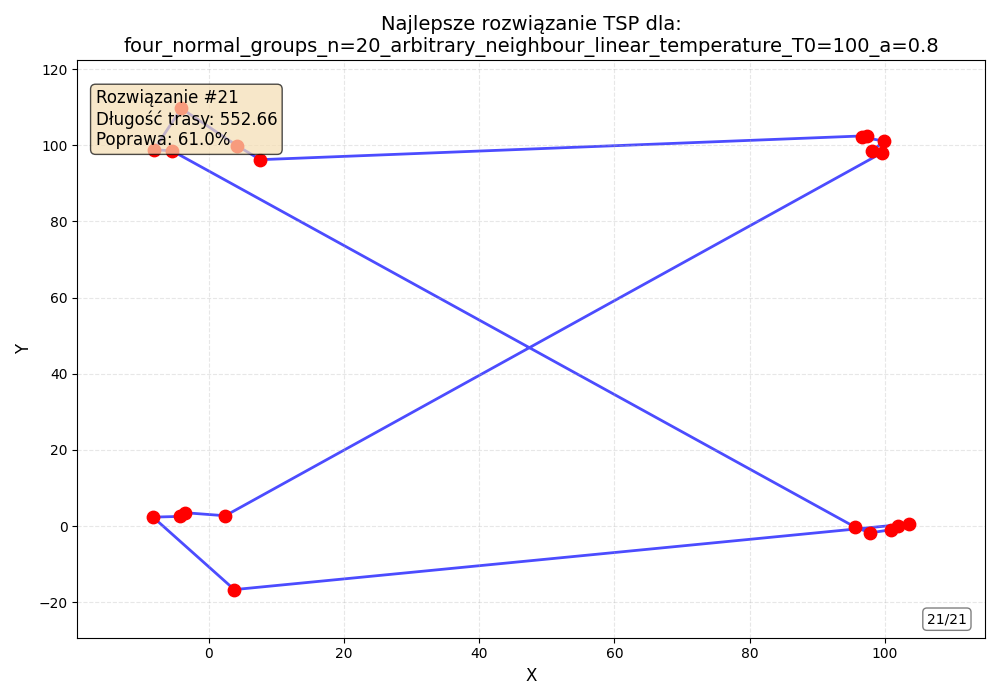 Najlepsze rozwiązanie TSP dla:
four_normal_groups_n=20_arbitrary_neighbour_linear_temperature_T0=100_a=0.8
Rozwiązanie #21
Długość trasy: 552.66
Poprawa: 61.0%
120
100
80
60
40
20
0
−20
Y
21/21
0
20
40
60
80
100
X